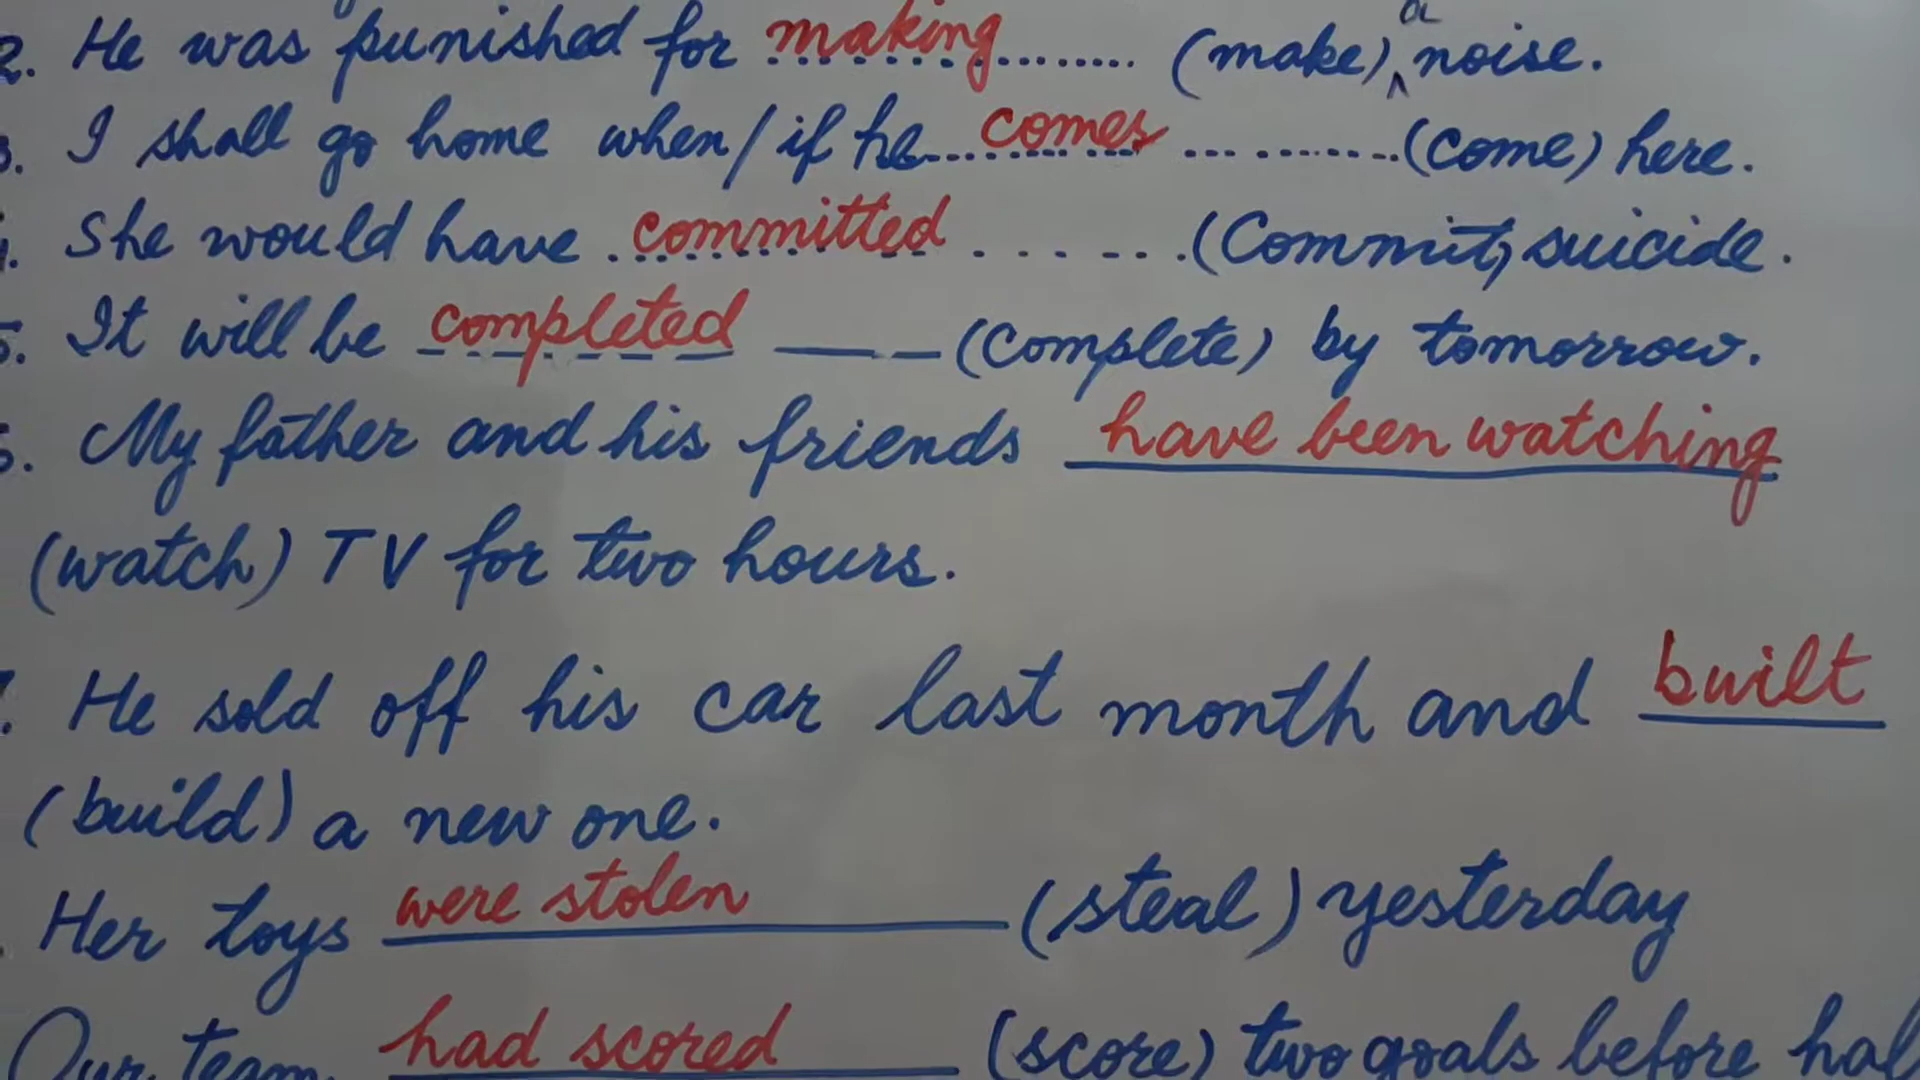 2. He was punished for making ........ (make) a noise.
3. I shall go home when/if he comes ........ (come) here.
4. She would have committed ........ (Commit) suicide.
5. It will be completed ____ (complete) by tomorrow.
6. My father and his friends have been watching
(watch) TV for two hours.
7. He sold off his car last month and built
(build) a new one.
Her toys were stolen ____ (steal) yesterday
Our team had scored ____ (score) two goals before